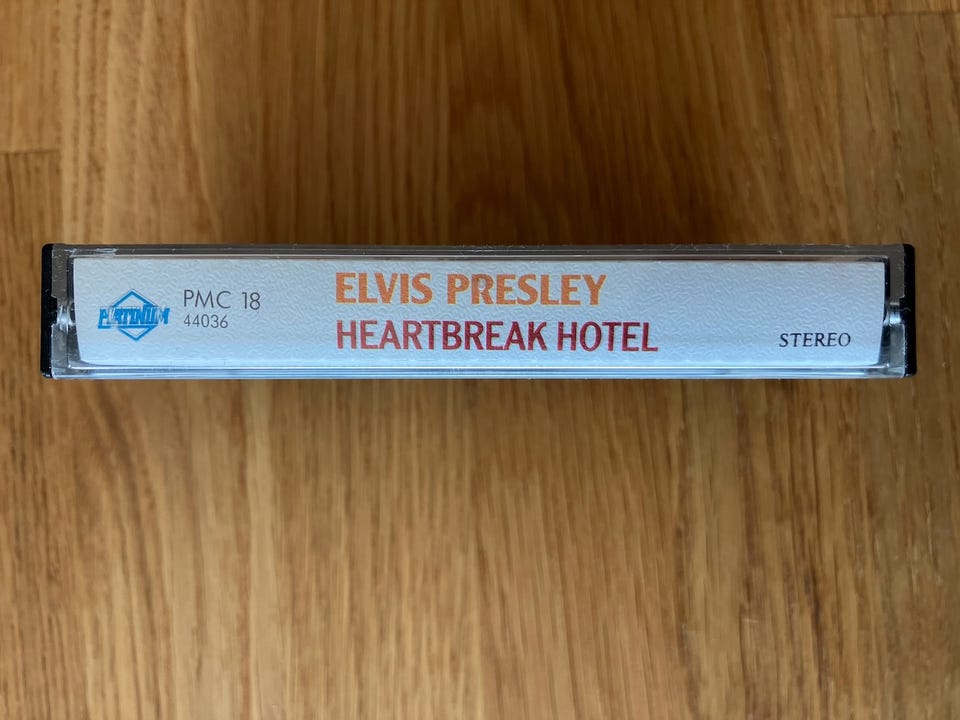 PLATINUM
PMC 18
44036
ELVIS PRESLEY
HEARTBREAK HOTEL
STEREO